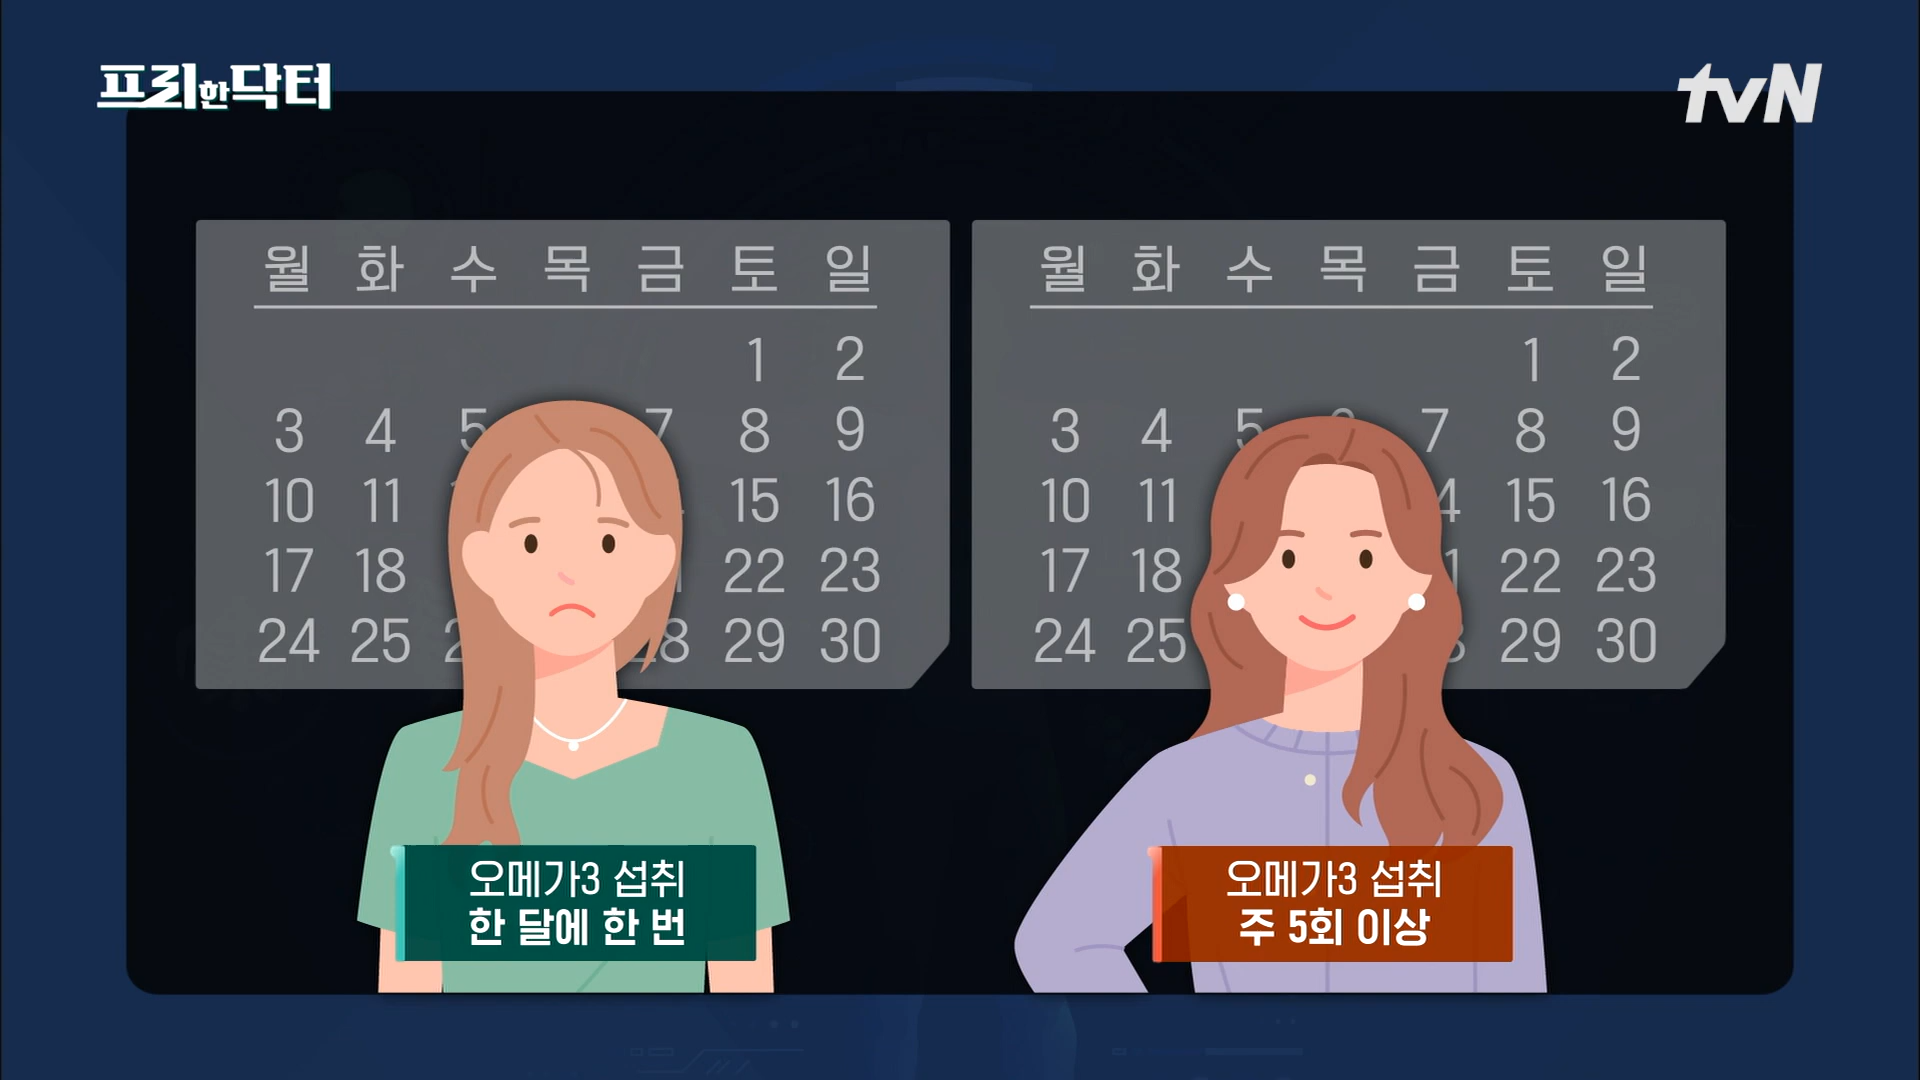 프리한닥터
tvN
월 화 수 목 금 토 일
1 2
3 4 5 7 8 9
10 11 15 16
17 18 22 23
24 25 29 30
월 화 수 목 금 토 일
1 2
3 4 5 7 8 9
10 11 15 16
17 18 22 23
24 25 29 30
오메가3 섭취
한 달에 한 번
오메가3 섭취
주 5회 이상